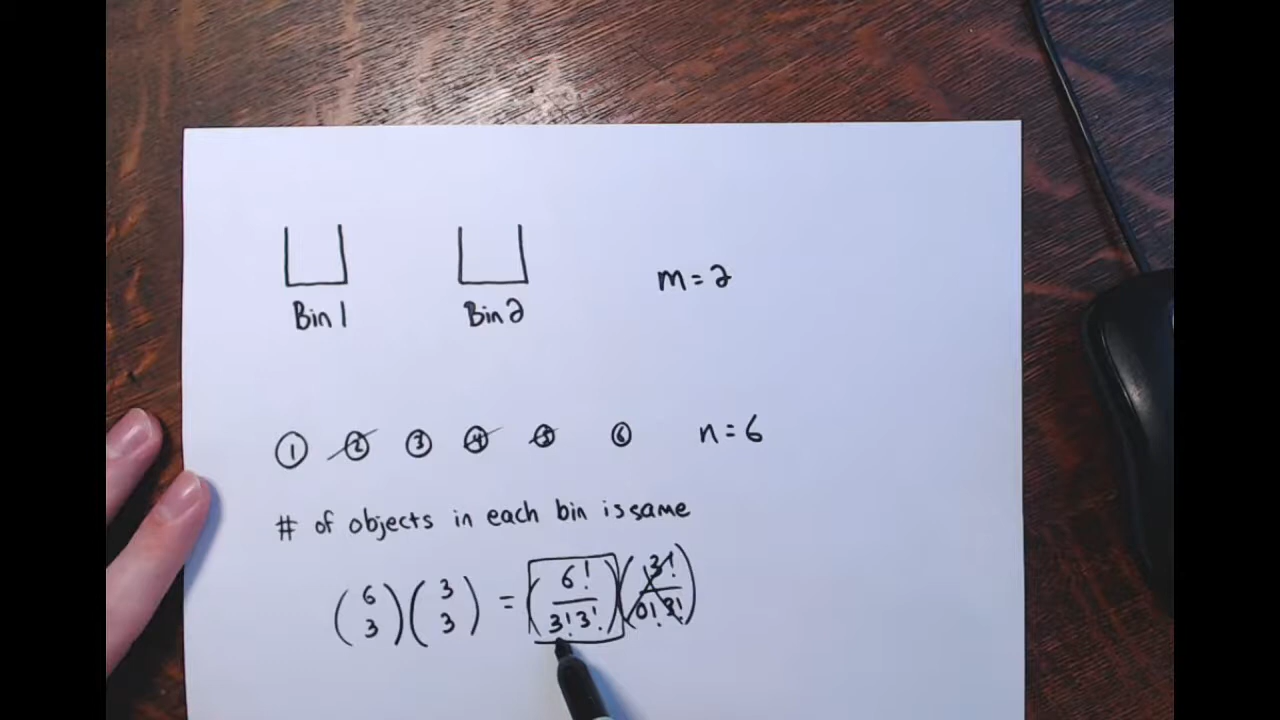 Bin 1 Bin 2 m = 2
1 2 3 4 5 6 n = 6
# of objects in each bin is same
(6 3)(3 3) = (6!/3!3!)(3!/0!3!)